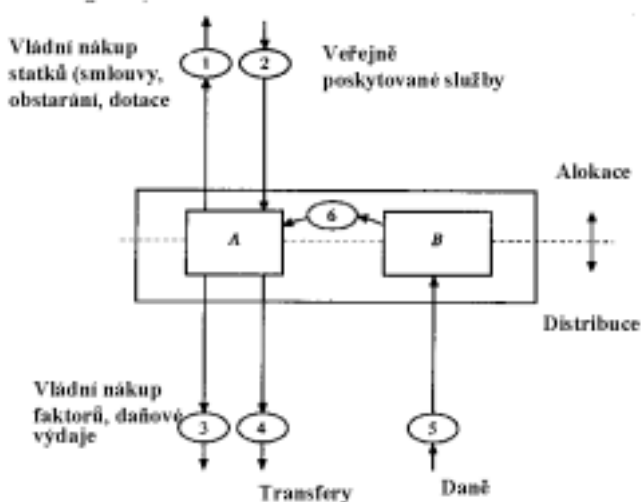 Vládní nákup
statků (smlouvy,
obstarání, dotace
1
2
Veřejně
poskytované služby
Alokace
6
A
B
Distribuce
Vládní nákup
faktorů, daňové
výdaje
3
4
5
Transfery
Daně